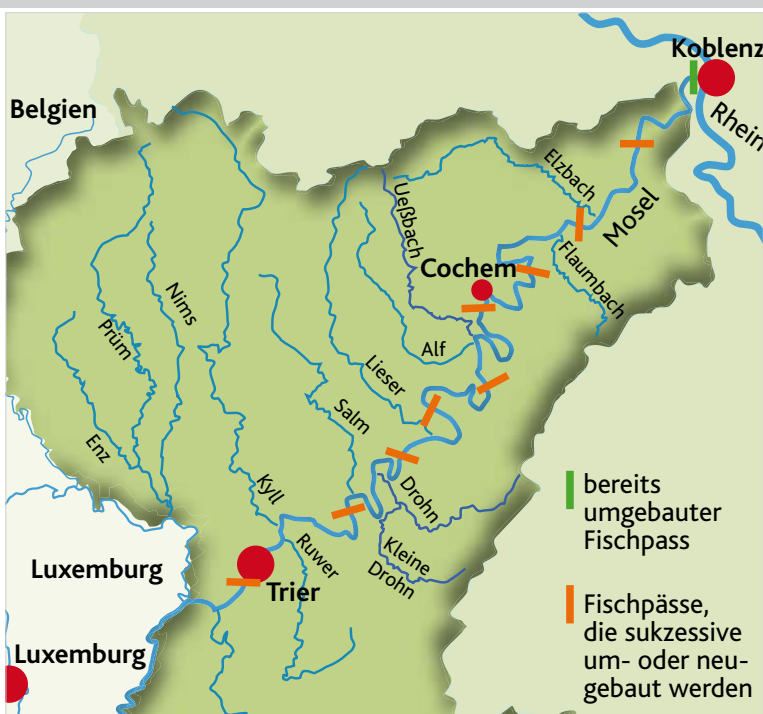 Koblenz
Belgien
Rhein
Elzbach
Ueßbach
Mosel
Flaumbach
Cochem
Nims
Prüm
Alf
Lieser
Salm
Enz
Kyll
Drohn
Ruwer
Kleine
Drohn
Luxemburg
Trier
Luxemburg
bereits
umgebauter
Fischpass
Fischpässe,
die sukzessive
um- oder neu-
gebaut werden